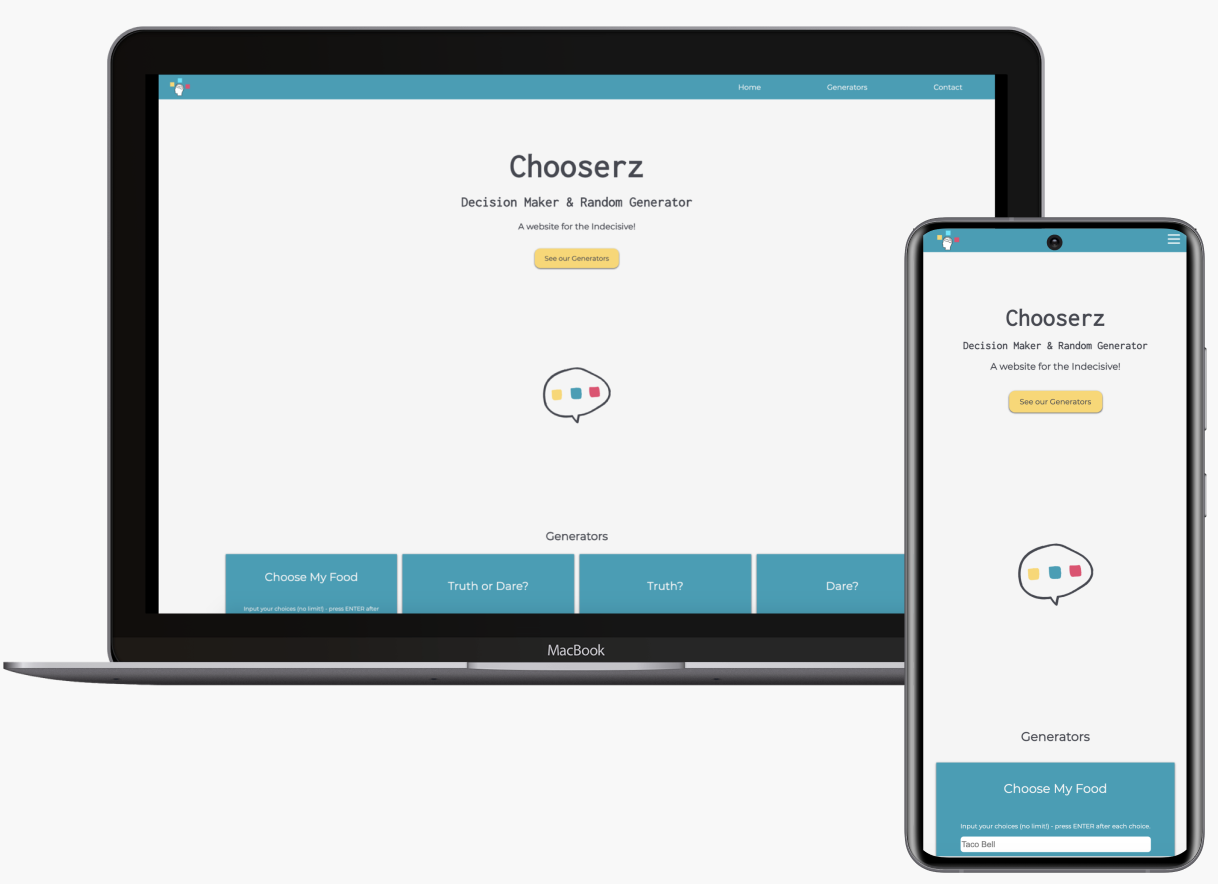 Home
Generators
Contact
Chooserz
Decision Maker & Random Generator
A website for the Indecisive!
See our Generators
Generators
Choose My Food
Input your choices (no limit!) - press ENTER after
Truth or Dare?
Truth?
Dare?
MacBook
Chooserz
Decision Maker & Random Generator
A website for the Indecisive!
See our Generators
Generators
Choose My Food
Input your choices (no limit!) - press ENTER after each choice.
Taco Bell